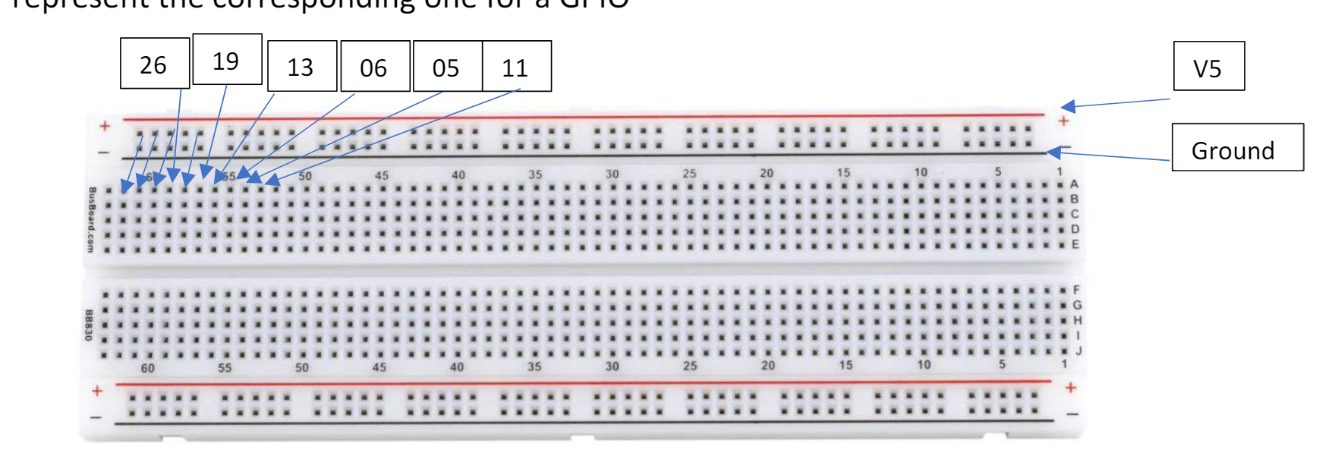 represent the corresponding one for a GPIO
26 19 13 06 05 11
V5
Ground
+ +
− −
60 55 50 45 40 35 30 25 20 15 10 5 1
A
B
C
D
E
BusBoard.com
F
G
H
I
J
BB830
60 55 50 45 40 35 30 25 20 15 10 5 1
+ +
− −